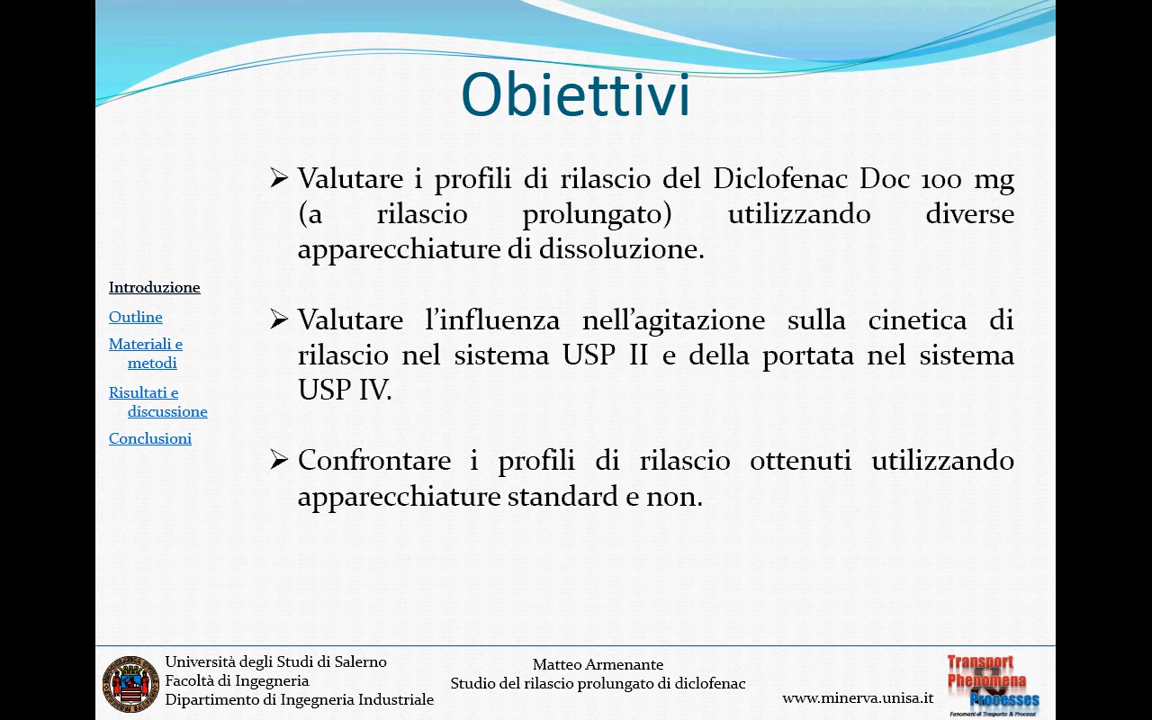 Obiettivi
Valutare i profili di rilascio del Diclofenac Doc 100 mg
(a rilascio prolungato) utilizzando diverse
apparecchiature di dissoluzione.
Introduzione
Outline
Materiali e
metodi
Risultati e
discussione
Conclusioni
Valutare l’influenza nell’agitazione sulla cinetica di
rilascio nel sistema USP II e della portata nel sistema
USP IV.
Confrontare i profili di rilascio ottenuti utilizzando
apparecchiature standard e non.
Università degli Studi di Salerno
Facoltà di Ingegneria
Dipartimento di Ingegneria Industriale
Matteo Armenante
Studio del rilascio prolungato di diclofenac
www.minerva.unisa.it
Transport
Phenomena
& Processes
Fenomeni di Trasporto & Processi